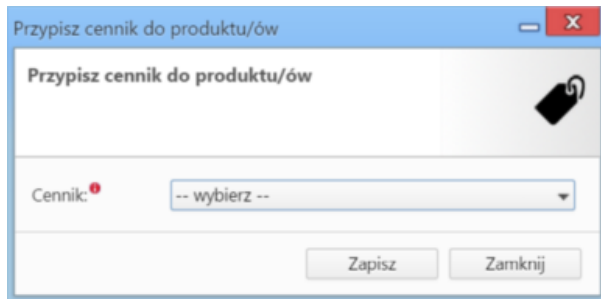 Przypisz cennik do produktu/ów
Przypisz cennik do produktu/ów
Cennik:
-- wybierz --
Zapisz Zamknij